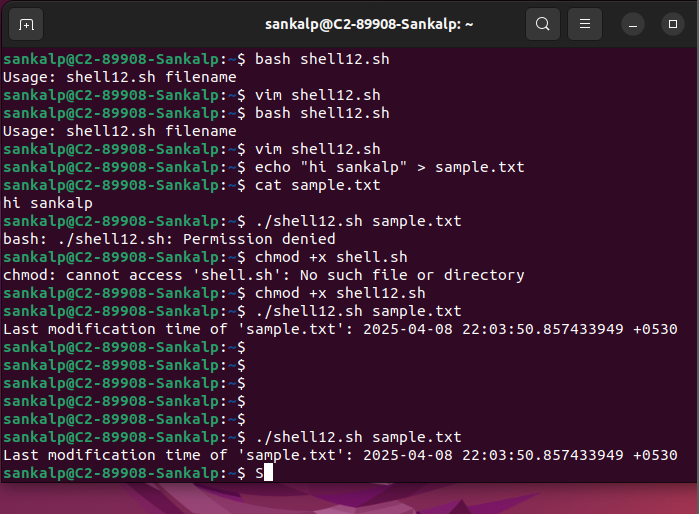 sankalp@C2-89908-Sankalp: ~
sankalp@C2-89908-Sankalp:~$ bash shell12.sh
Usage: shell12.sh filename
sankalp@C2-89908-Sankalp:~$ vim shell12.sh
sankalp@C2-89908-Sankalp:~$ bash shell12.sh
Usage: shell12.sh filename
sankalp@C2-89908-Sankalp:~$ vim shell12.sh
sankalp@C2-89908-Sankalp:~$ echo "hi sankalp" > sample.txt
sankalp@C2-89908-Sankalp:~$ cat sample.txt
hi sankalp
sankalp@C2-89908-Sankalp:~$ ./shell12.sh sample.txt
bash: ./shell12.sh: Permission denied
sankalp@C2-89908-Sankalp:~$ chmod +x shell.sh
chmod: cannot access 'shell.sh': No such file or directory
sankalp@C2-89908-Sankalp:~$ chmod +x shell12.sh
sankalp@C2-89908-Sankalp:~$ ./shell12.sh sample.txt
Last modification time of 'sample.txt': 2025-04-08 22:03:50.857433949 +0530
sankalp@C2-89908-Sankalp:~$
sankalp@C2-89908-Sankalp:~$
sankalp@C2-89908-Sankalp:~$
sankalp@C2-89908-Sankalp:~$
sankalp@C2-89908-Sankalp:~$
sankalp@C2-89908-Sankalp:~$ ./shell12.sh sample.txt
Last modification time of 'sample.txt': 2025-04-08 22:03:50.857433949 +0530
sankalp@C2-89908-Sankalp:~$ S